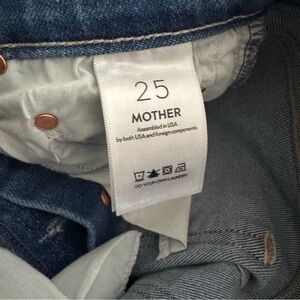 25
MOTHER
Assembled in USA
by both USA and foreign components
DO YOUR OWN LAUNDRY